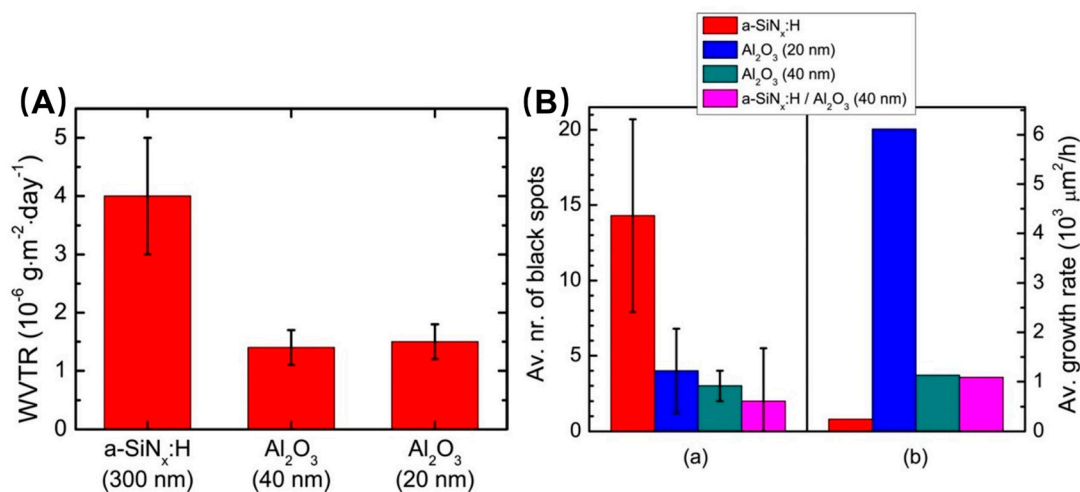 (A)
WVTR (10⁻⁶ g·m⁻²·day⁻¹)
5
4
3
2
1
0
a-SiNₓ:H
(300 nm)
Al₂O₃
(40 nm)
Al₂O₃
(20 nm)
(B)
a-SiNₓ:H
Al₂O₃ (20 nm)
Al₂O₃ (40 nm)
a-SiNₓ:H / Al₂O₃ (40 nm)
Av. nr. of black spots
20
15
10
5
0
(a)
(b)
6
5
4
3
2
1
0
Av. growth rate (10³ μm²/h)